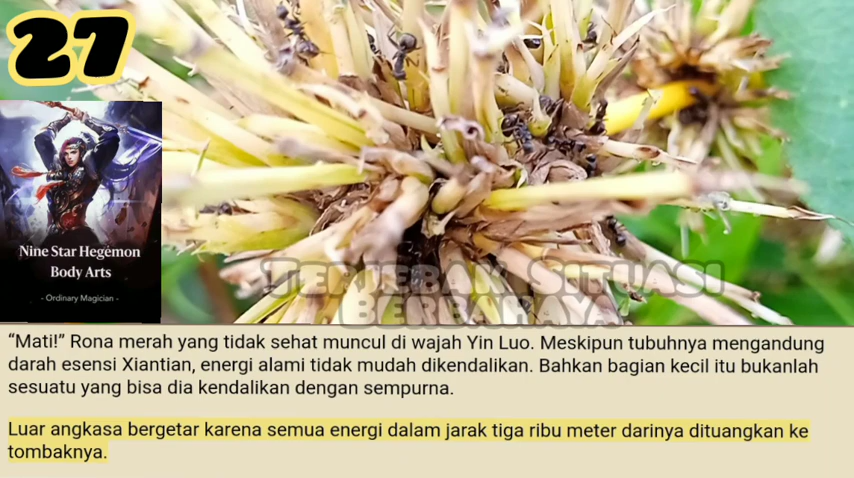 27
Nine Star Hegemon
Body Arts
- Ordinary Magician -
Terjebak Situasi
Berbahaya
“Mati!” Rona merah yang tidak sehat muncul di wajah Yin Luo. Meskipun tubuhnya mengandung
darah esensi Xiantian, energi alami tidak mudah dikendalikan. Bahkan bagian kecil itu bukanlah
sesuatu yang bisa dia kendalikan dengan sempurna.
Luar angkasa bergetar karena semua energi dalam jarak tiga ribu meter darinya dituangkan ke
tombaknya.